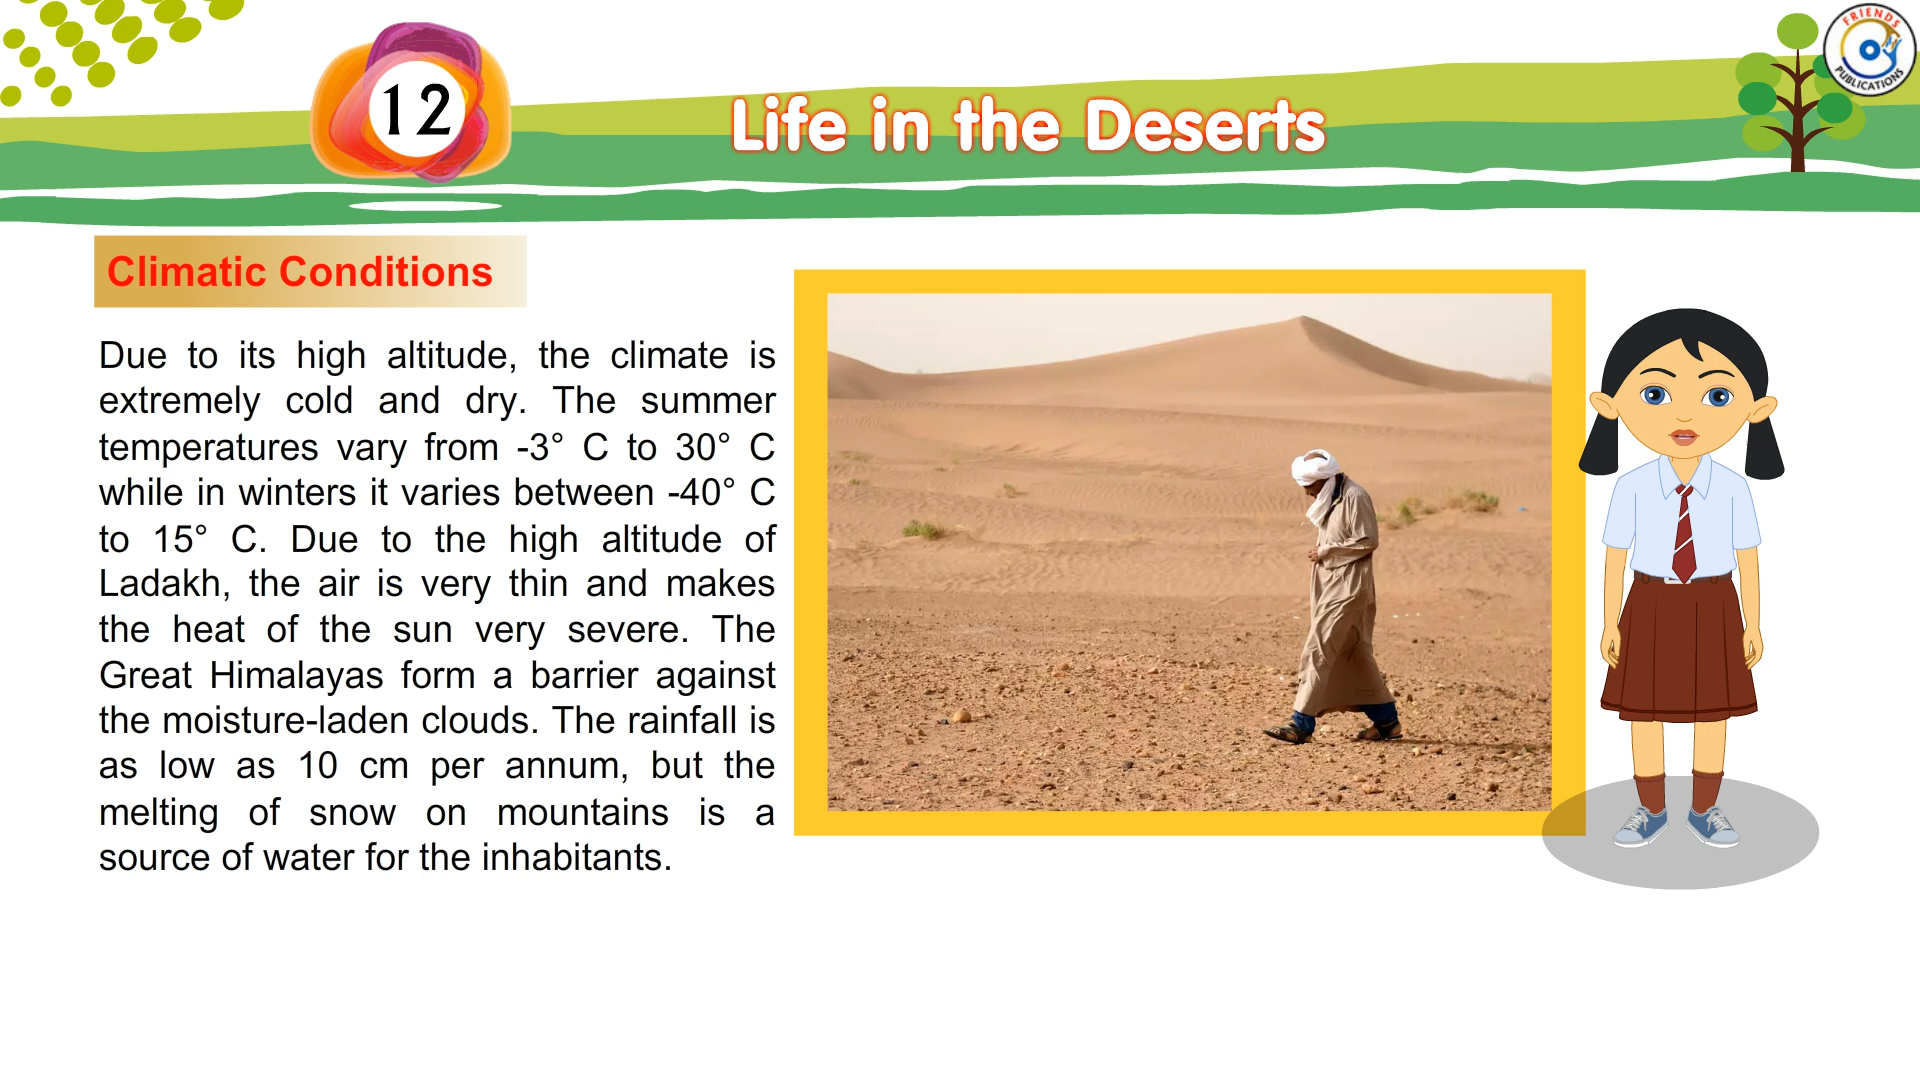 FRIENDS
PUBLICATIONS
12
Life in the Deserts
Climatic Conditions
Due to its high altitude, the climate is
extremely cold and dry. The summer
temperatures vary from -3° C to 30° C
while in winters it varies between -40° C
to 15° C. Due to the high altitude of
Ladakh, the air is very thin and makes
the heat of the sun very severe. The
Great Himalayas form a barrier against
the moisture-laden clouds. The rainfall is
as low as 10 cm per annum, but the
melting of snow on mountains is a
source of water for the inhabitants.